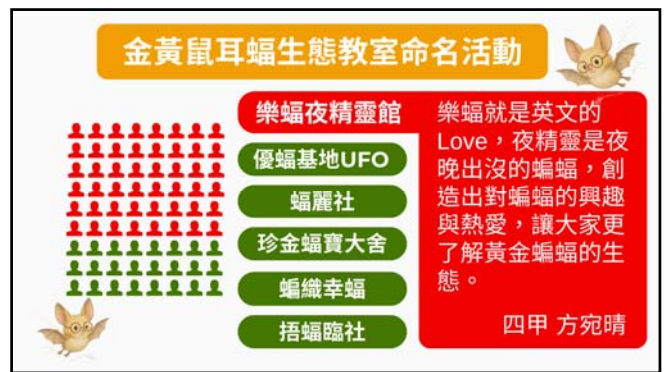 金黃鼠耳蝠生態教室命名活動
樂蝠夜精靈館
優蝠基地UFO
蝠麗社
珍金蝠寶大舍
蝙織幸蝠
捂蝠臨社
樂蝠就是英文的
Love，夜精靈是夜
晚出沒的蝙蝠，創
造出對蝙蝠的興趣
與熱愛，讓大家更
了解黃金蝙蝠的生
態。
四甲 方宛晴